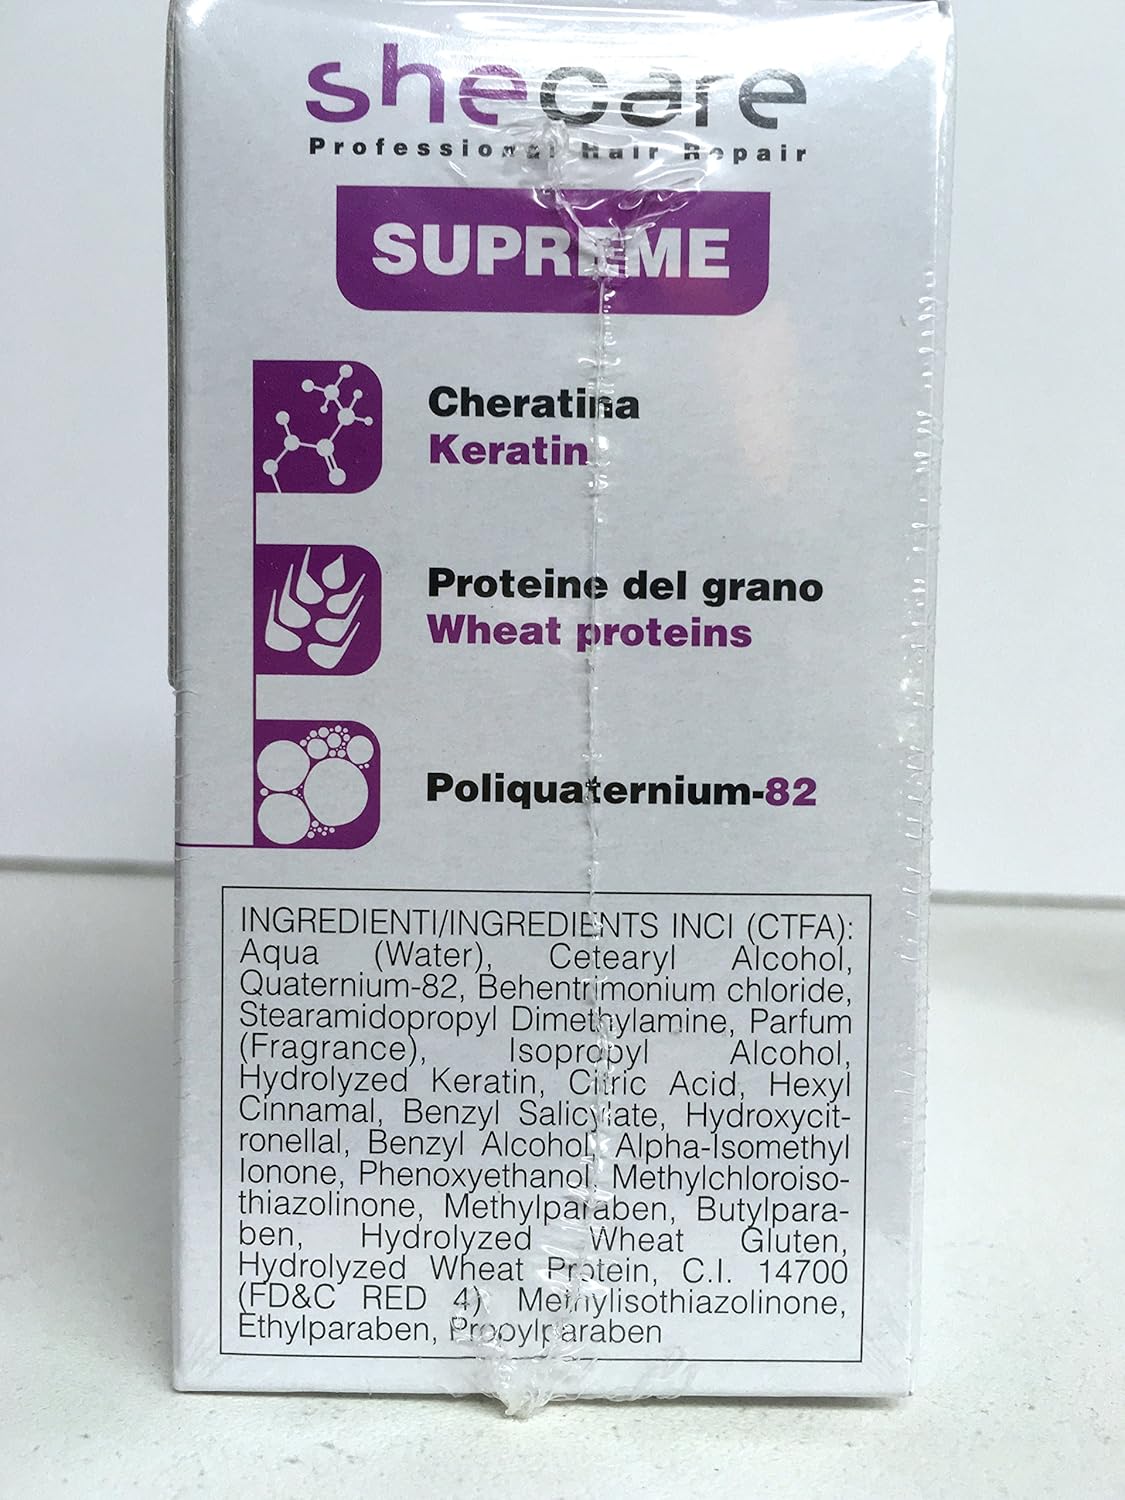 shecare
Professional Hair Repair
SUPREME
Cheratina
Keratin
Proteine del grano
Wheat proteins
Poliquaternium-82
INGREDIENTI/INGREDIENTS INCI (CTFA):
Aqua (Water), Cetearyl Alcohol,
Quaternium-82, Behentrimonium chloride,
Stearamidopropyl Dimethylamine, Parfum
(Fragrance), Isopropyl Alcohol,
Hydrolyzed Keratin, Citric Acid, Hexyl
Cinnamal, Benzyl Salicylate, Hydroxycit-
ronellal, Benzyl Alcohol, Alpha-Isomethyl
Ionone, Phenoxyethanol, Methylchloroiso-
thiazolinone, Methylparaben, Butylpara-
ben, Hydrolyzed Wheat Gluten,
Hydrolyzed Wheat Protein, C.I. 14700
(FD&C RED 4) Methylisothiazolinone,
Ethylparaben, Propylparaben